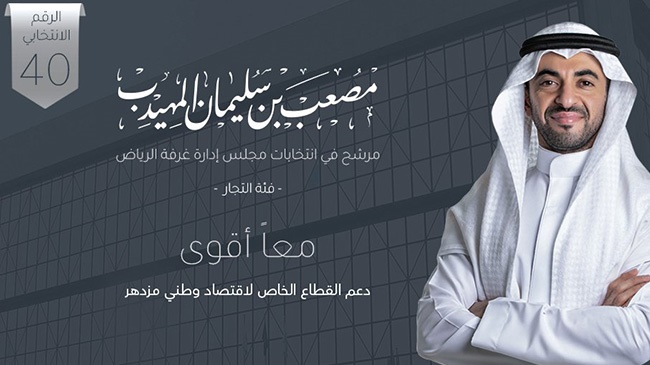 الرقم
الانتخابي
40
مصعب بن سليمان المهيدب
مرشح في انتخابات مجلس إدارة غرفة الرياض
- فئة التجار -
معاً أقوى
دعم القطاع الخاص لاقتصاد وطني مزدهر